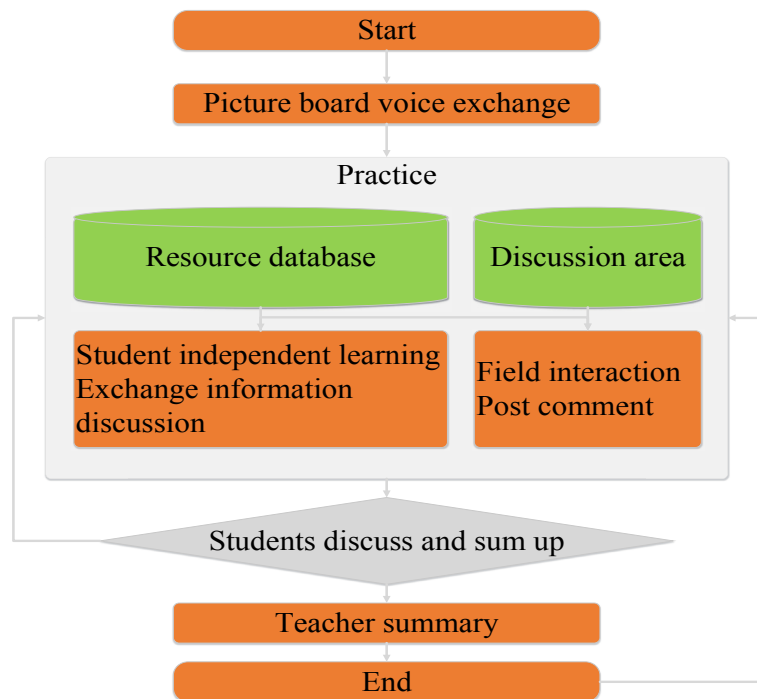 Start
Picture board voice exchange
Practice
Resource database
Discussion area
Student independent learning
Exchange information
discussion
Field interaction
Post comment
Students discuss and sum up
Teacher summary
End